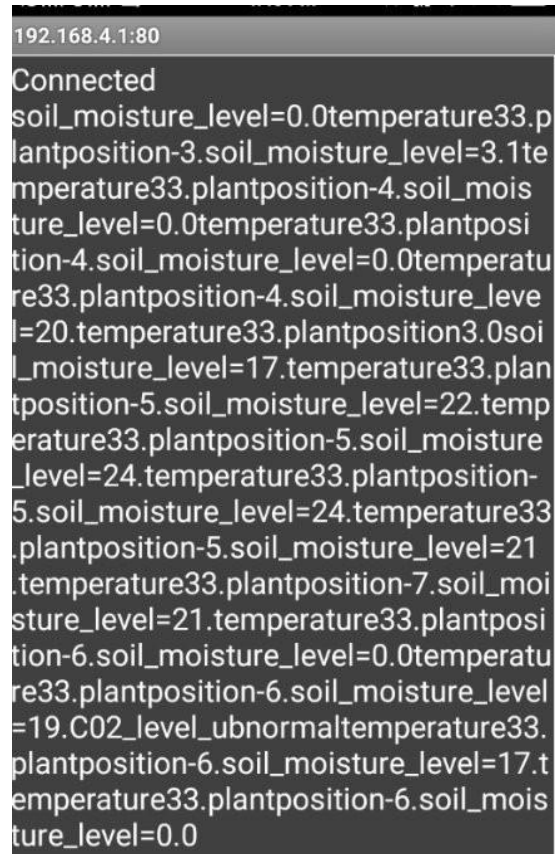 192.168.4.1:80
Connected
soil_moisture_level=0.0temperature33.p
lantposition-3.soil_moisture_level=3.1te
mperature33.plantposition-4.soil_mois
ture_level=0.0temperature33.plantposi
tion-4.soil_moisture_level=0.0temperatu
re33.plantposition-4.soil_moisture_leve
l=20.temperature33.plantposition3.0soi
l_moisture_level=17.temperature33.plan
tposition-5.soil_moisture_level=22.temp
erature33.plantposition-5.soil_moisture
_level=24.temperature33.plantposition-
5.soil_moisture_level=24.temperature33
.plantposition-5.soil_moisture_level=21
.temperature33.plantposition-7.soil_moi
sture_level=21.temperature33.plantposi
tion-6.soil_moisture_level=0.0temperatu
re33.plantposition-6.soil_moisture_level
=19.C02_level_ubnormaltemperature33.
plantposition-6.soil_moisture_level=17.t
emperature33.plantposition-6.soil_mois
ture_level=0.0